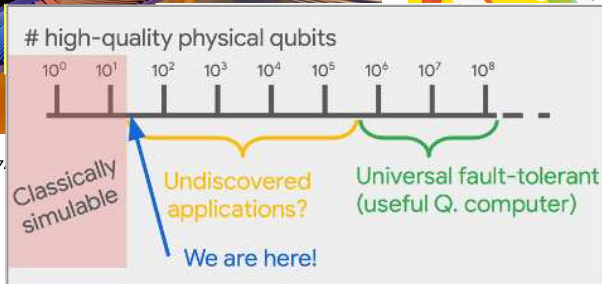 # high-quality physical qubits
10⁰ 10¹ 10² 10³ 10⁴ 10⁵ 10⁶ 10⁷ 10⁸
Classically
simulable
Undiscovered
applications?
Universal fault-tolerant
(useful Q. computer)
We are here!